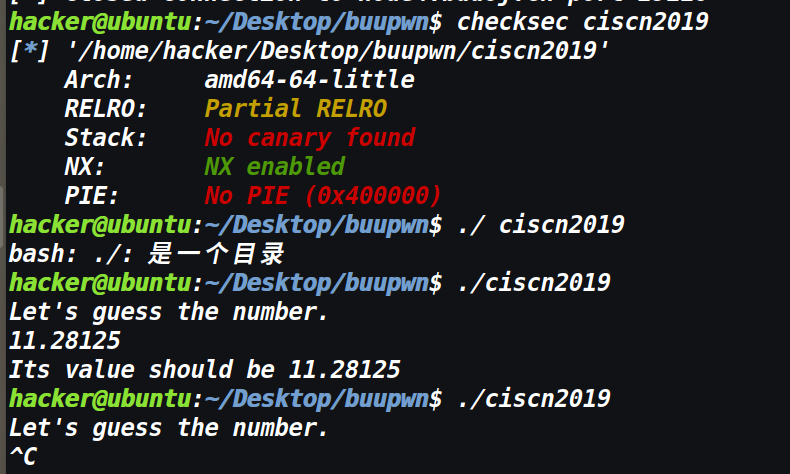 hacker@ubuntu:~/Desktop/buupwn$ checksec ciscn2019
[*] '/home/hacker/Desktop/buupwn/ciscn2019'
Arch: amd64-64-little
RELRO: Partial RELRO
Stack: No canary found
NX: NX enabled
PIE: No PIE (0x400000)
hacker@ubuntu:~/Desktop/buupwn$ ./ ciscn2019
bash: ./: 是一个目录
hacker@ubuntu:~/Desktop/buupwn$ ./ciscn2019
Let's guess the number.
11.28125
Its value should be 11.28125
hacker@ubuntu:~/Desktop/buupwn$ ./ciscn2019
Let's guess the number.
^C